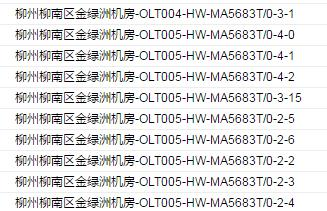 柳州柳南区金绿洲机房-OLT004-HW-MA5683T/0-3-1
柳州柳南区金绿洲机房-OLT005-HW-MA5683T/0-4-0
柳州柳南区金绿洲机房-OLT005-HW-MA5683T/0-4-1
柳州柳南区金绿洲机房-OLT005-HW-MA5683T/0-4-2
柳州柳南区金绿洲机房-OLT005-HW-MA5683T/0-3-15
柳州柳南区金绿洲机房-OLT005-HW-MA5683T/0-2-5
柳州柳南区金绿洲机房-OLT005-HW-MA5683T/0-2-6
柳州柳南区金绿洲机房-OLT005-HW-MA5683T/0-2-2
柳州柳南区金绿洲机房-OLT005-HW-MA5683T/0-2-3
柳州柳南区金绿洲机房-OLT005-HW-MA5683T/0-2-4